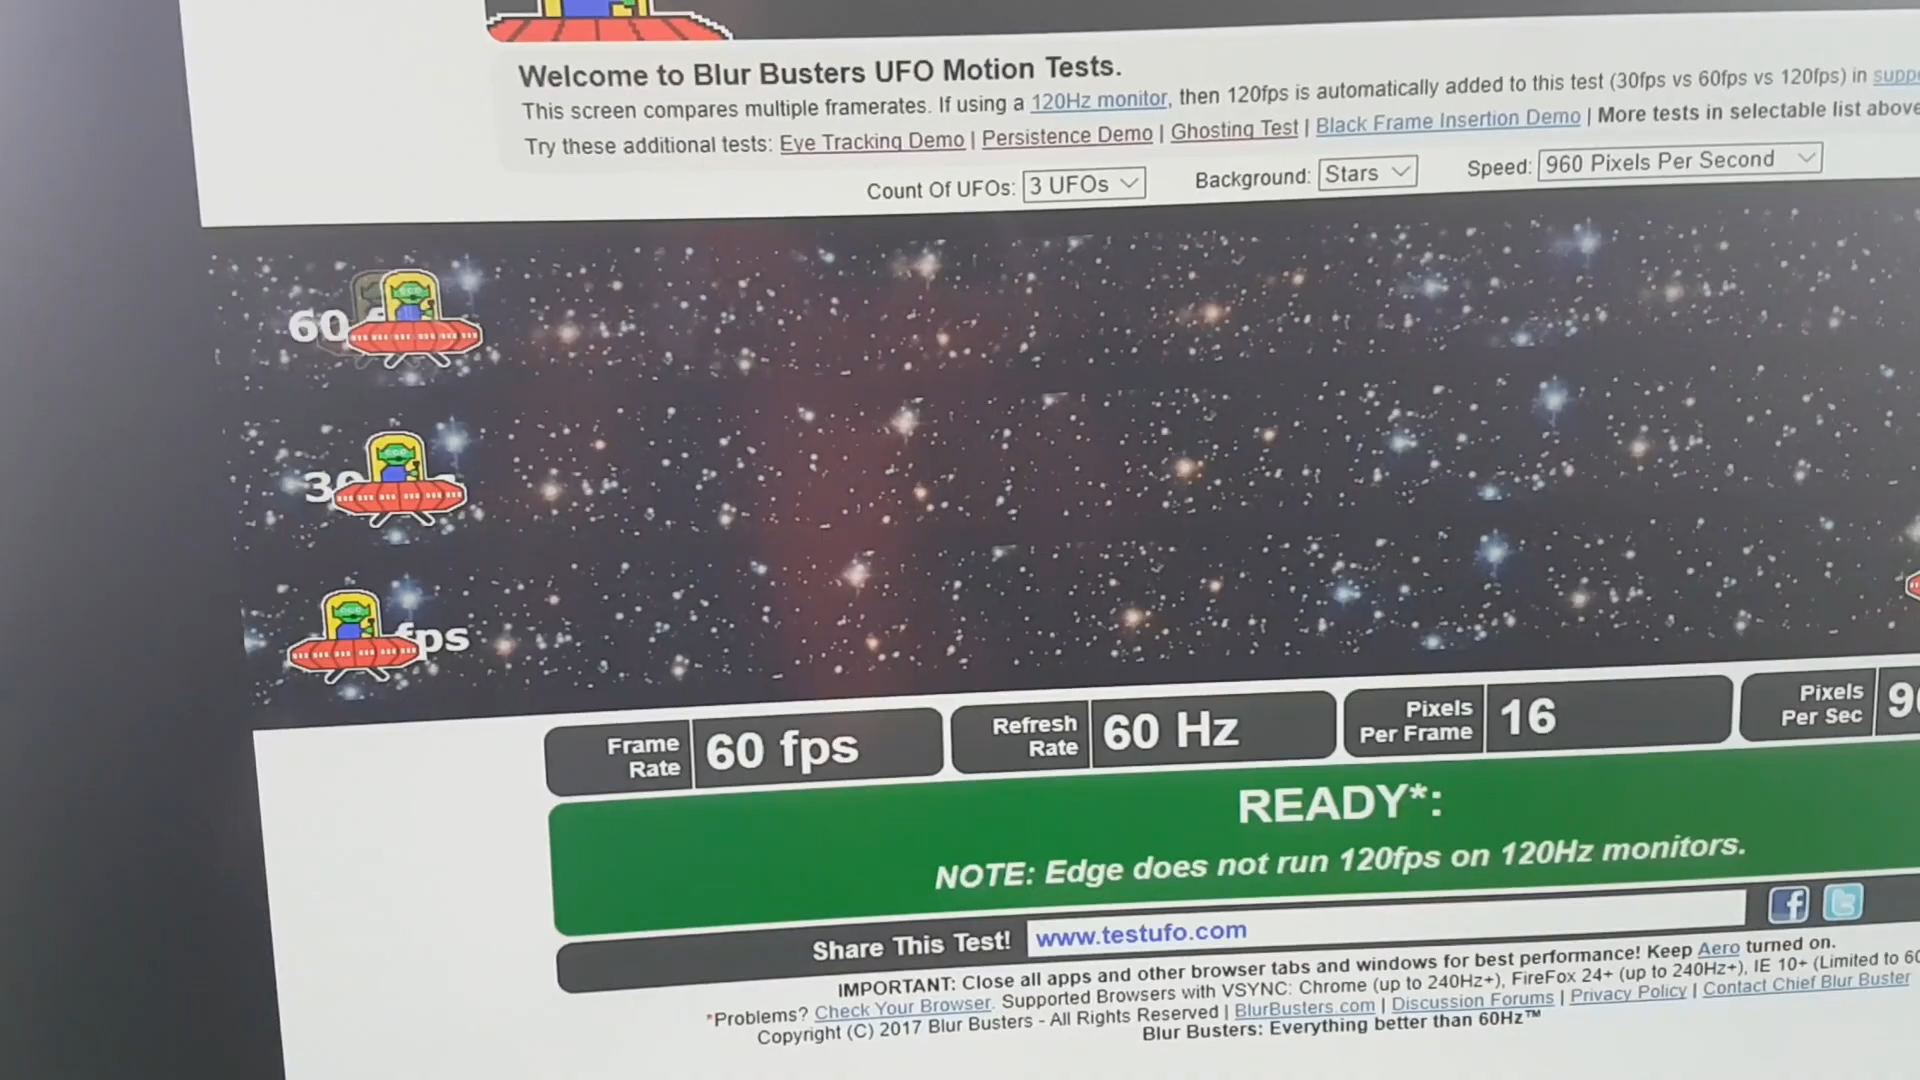 Welcome to Blur Busters UFO Motion Tests.
This screen compares multiple framerates. If using a 120Hz monitor, then 120fps is automatically added to this test (30fps vs 60fps vs 120fps) in
Try these additional tests: Eye Tracking Demo | Persistence Demo | Ghosting Test | Black Frame Insertion Demo | More tests in selectable list above
Count Of UFOs: 3 UFOs Background: Stars Speed: 960 Pixels Per Second
60
30
fps
Frame Rate 60 fps Refresh Rate 60 Hz Pixels Per Frame 16 Pixels Per Sec
READY*:
NOTE: Edge does not run 120fps on 120Hz monitors.
Share This Test! www.testufo.com
IMPORTANT: Close all apps and other browser tabs and windows for best performance! Keep Aero turned on.
*Problems? Check Your Browser. Supported Browsers with VSYNC: Chrome (up to 240Hz+), FireFox 24+ (up to 240Hz+), IE 10+ (Limited to 60
Copyright (C) 2017 Blur Busters - All Rights Reserved | BlurBusters.com | Discussion Forums | Privacy Policy | Contact Chief Blur Buster
Blur Busters: Everything better than 60Hz™